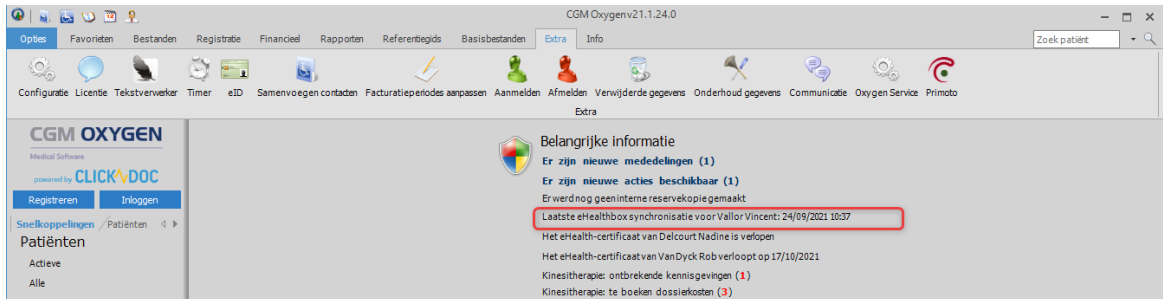 CGM Oxygen v21.1.24.0
Opties Favorieten Bestanden Registratie Financieel Rapporten Referentiegids Basisbestanden Extra Info Zoek patiënt
Configuratie Licentie Tekstverwerker Timer eID Samenvoegen contacten Facturatieperiodes aanpassen Aanmelden Afmelden Verwijderde gegevens Onderhoud gegevens Communicatie Oxygen Service Primoto
Extra
CGM OXYGEN
Medical Software
powered by CLICKDOC
Registreren Inloggen
Snelkoppelingen Patiënten
Patiënten
Actieve
Alle
Belangrijke informatie
Er zijn nieuwe mededelingen (1)
Er zijn nieuwe acties beschikbaar (1)
Er werd nog geen interne reservekopie gemaakt
Laatste eHealthbox synchronisatie voor Vallor Vincent: 24/09/2021 10:37
Het eHealth-certificaat van Delcourt Nadine is verlopen
Het eHealth-certificaat van Van Dyck Rob verloopt op 17/10/2021
Kinesitherapie: ontbrekende kennisgevingen (1)
Kinesitherapie: te boeken dossierkosten (3)